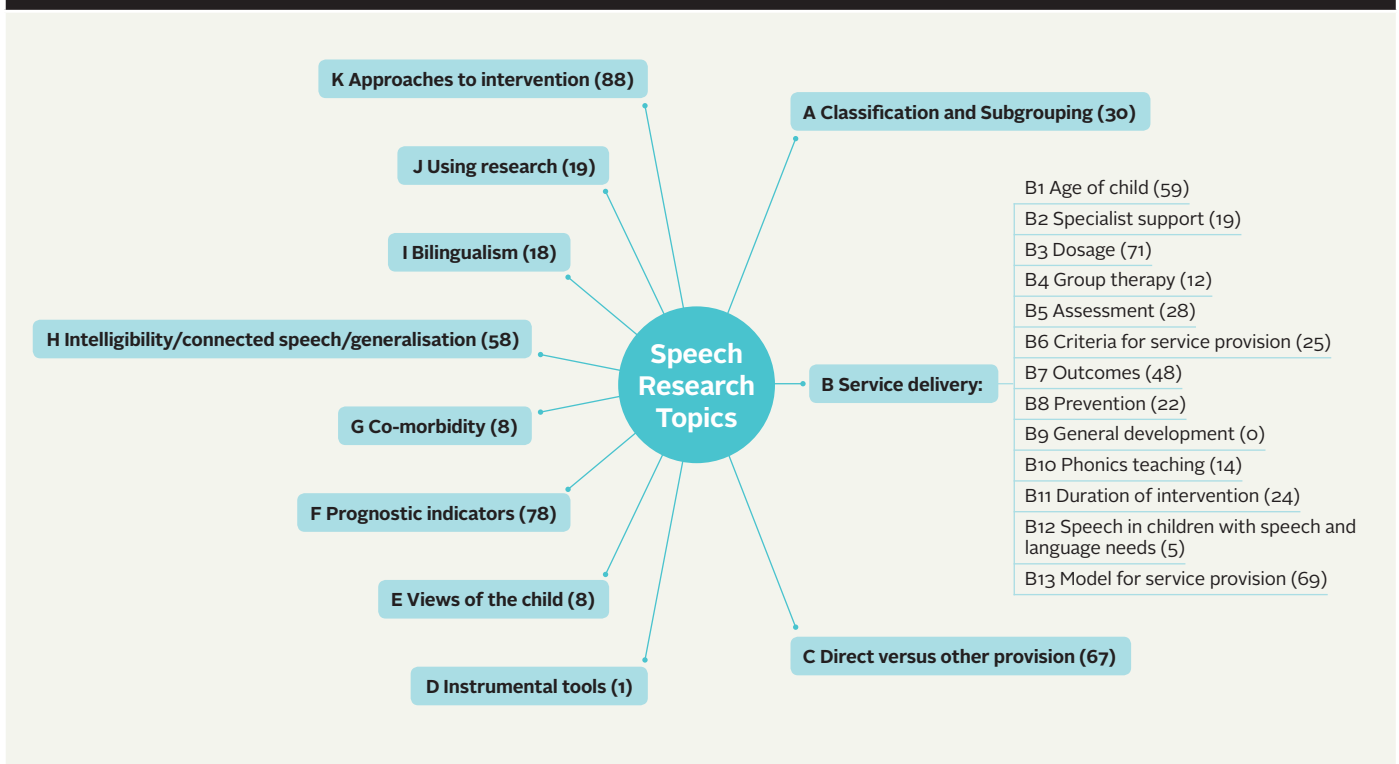 K Approaches to intervention (88)
J Using research (19)
I Bilingualism (18)
H Intelligibility/connected speech/generalisation (58)
G Co-morbidity (8)
F Prognostic indicators (78)
E Views of the child (8)
D Instrumental tools (1)
Speech
Research
Topics
A Classification and Subgrouping (30)
B Service delivery:
B1 Age of child (59)
B2 Specialist support (19)
B3 Dosage (71)
B4 Group therapy (12)
B5 Assessment (28)
B6 Criteria for service provision (25)
B7 Outcomes (48)
B8 Prevention (22)
B9 General development (0)
B10 Phonics teaching (14)
B11 Duration of intervention (24)
B12 Speech in children with speech and
language needs (5)
B13 Model for service provision (69)
C Direct versus other provision (67)